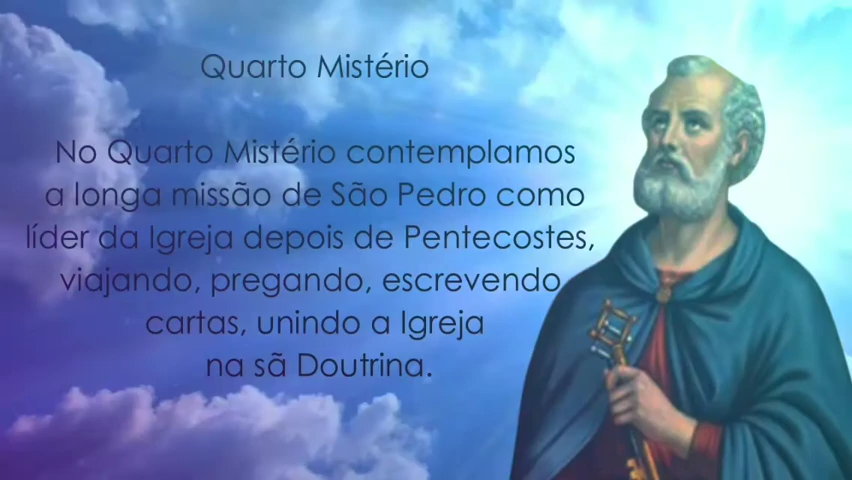 Quarto Mistério
No Quarto Mistério contemplamos
a longa missão de São Pedro como
líder da Igreja depois de Pentecostes,
viajando, pregando, escrevendo
cartas, unindo a Igreja
na sã Doutrina.